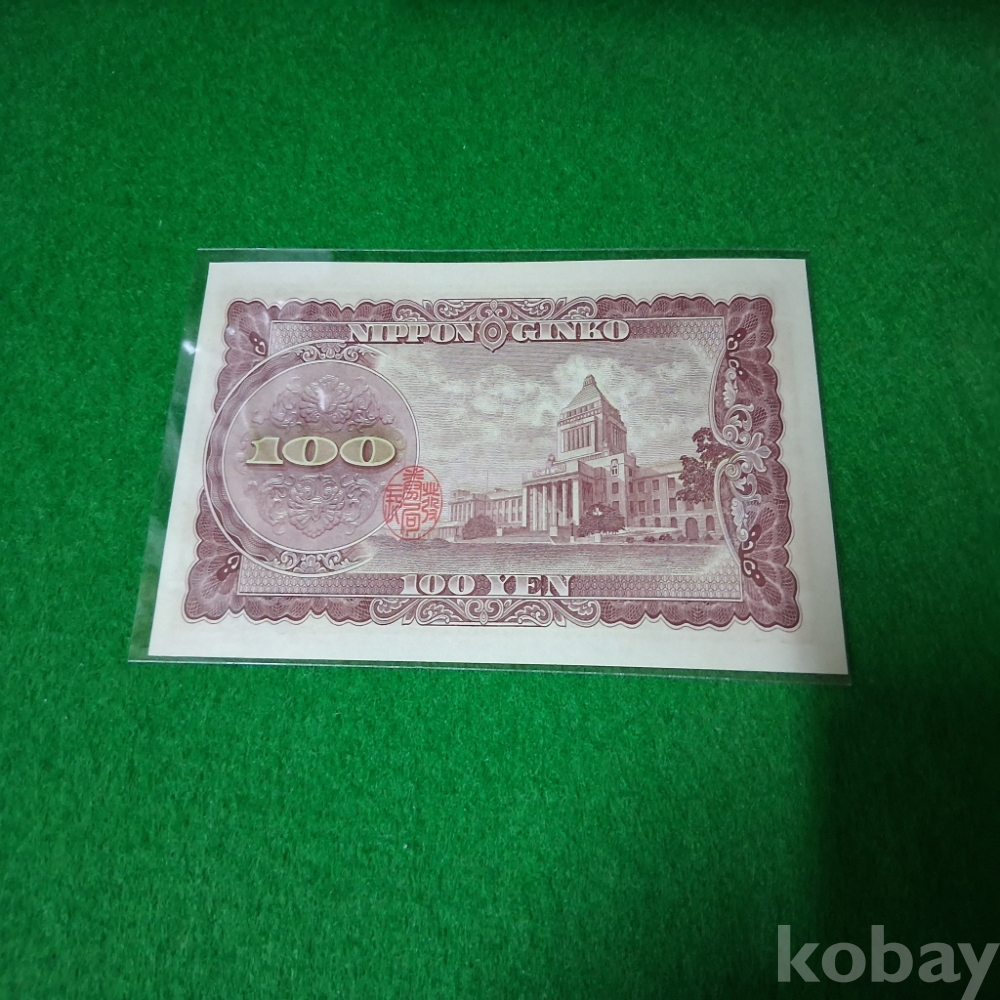 NIPPON GINKO
100
100 YEN
kobay